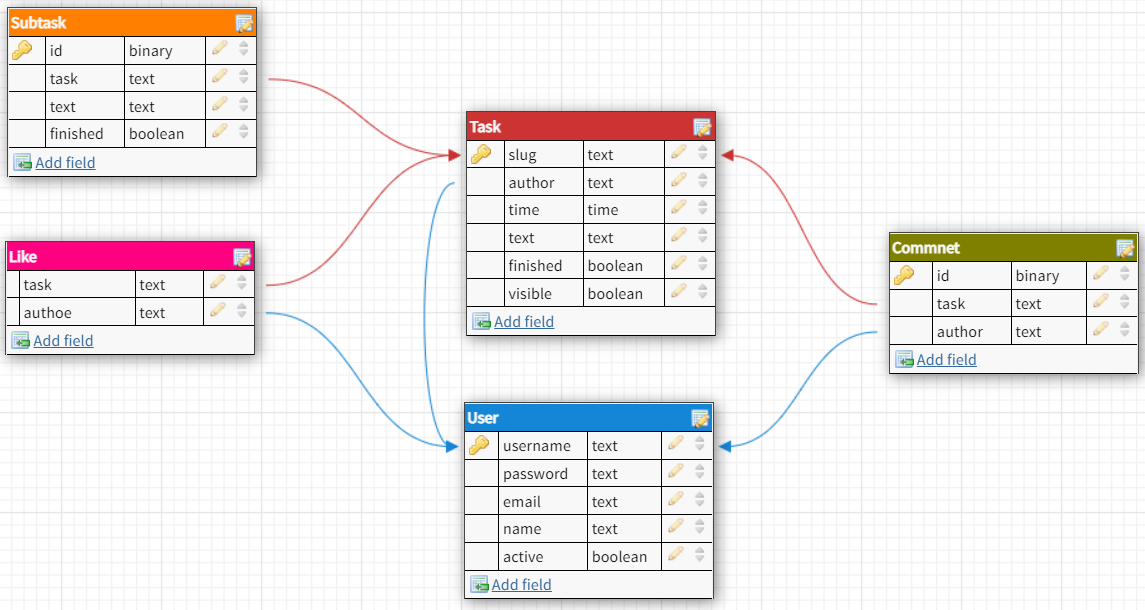 Subtask
id binary
task text
text text
finished boolean
Add field
Like
task text
authoe text
Add field
Task
slug text
author text
time time
text text
finished boolean
visible boolean
Add field
User
username text
password text
email text
name text
active boolean
Add field
Commnet
id binary
task text
author text
Add field